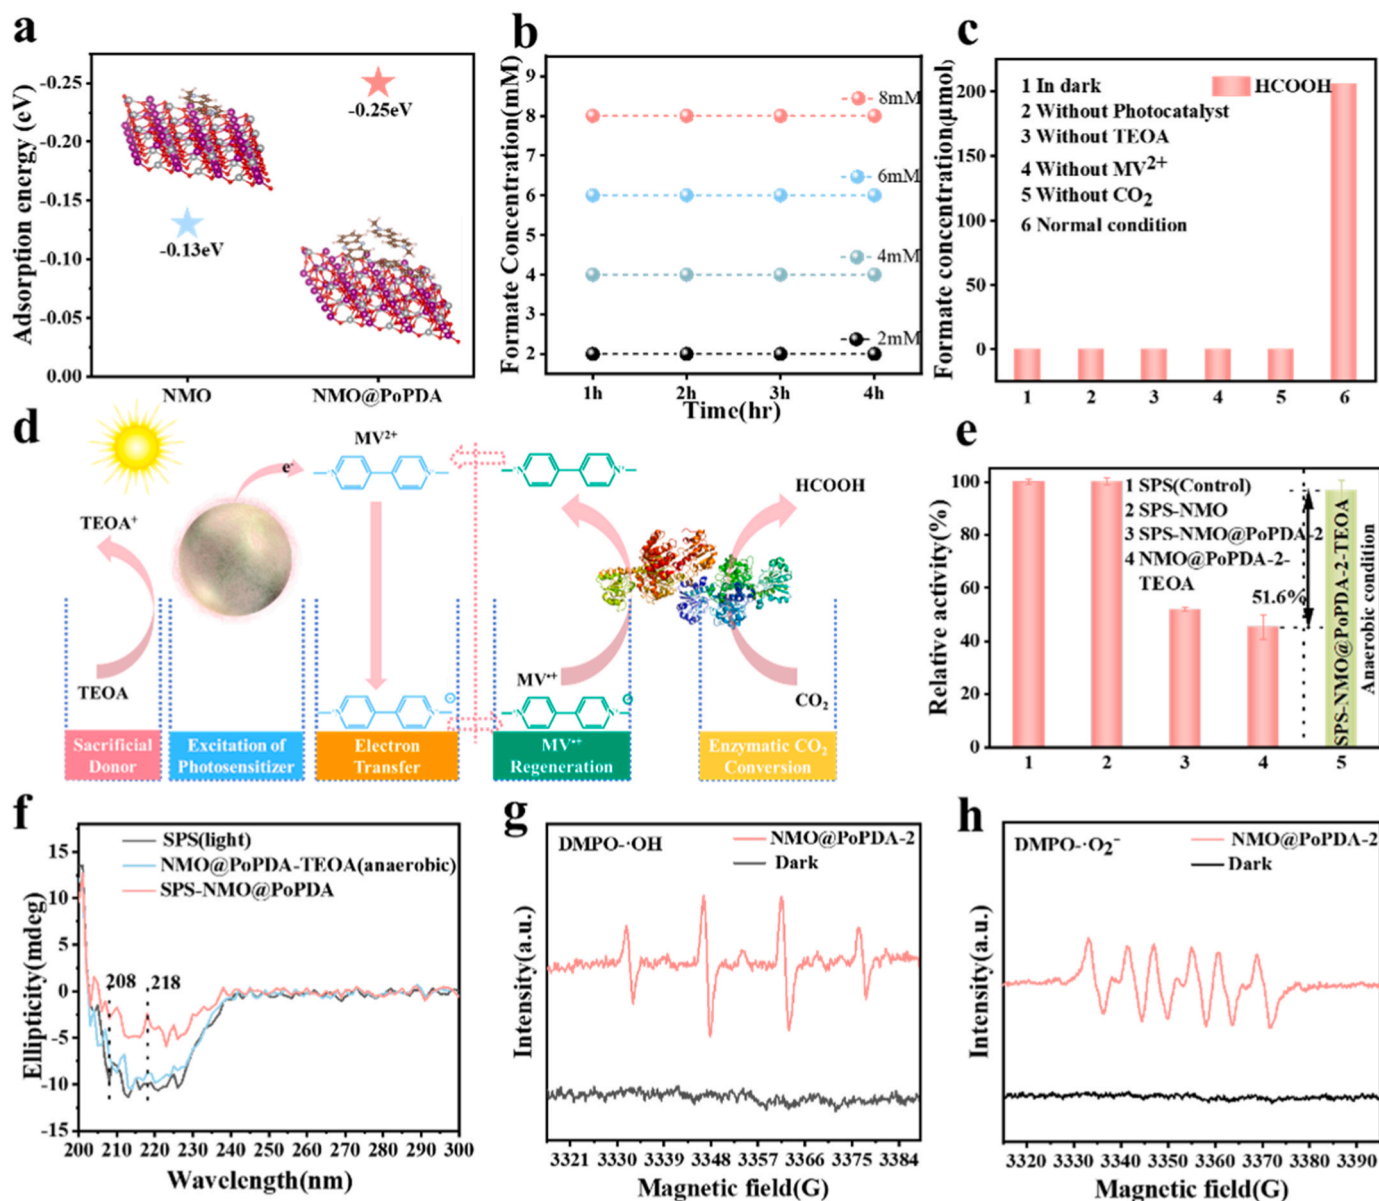 a
Adsorption energy (eV)
-0.25
-0.20
-0.15
-0.10
-0.05
0.00
-0.25eV
-0.13eV
NMO
NMO@PoPDA
b
Formate Concentration(mM)
9
8
7
6
5
4
3
2
8mM
6mM
4mM
2mM
1h
2h
3h
4h
Time(hr)
c
Formate concentration(μmol)
200
150
100
50
0
HCOOH
1 In dark
2 Without Photocatalyst
3 Without TEOA
4 Without MV²⁺
5 Without CO₂
6 Normal condition
1
2
3
4
5
6
d
TEOA⁺
TEOA
e⁻
MV²⁺
HCOOH
MV•⁺
CO₂
Sacrificial
Donor
Excitation of
Photosensitizer
Electron
Transfer
MV•⁺
Regeneration
Enzymatic CO₂
Conversion
e
Relative activity(%)
100
80
60
40
20
0
1 SPS(Control)
2 SPS-NMO
3 SPS-NMO@PoPDA-2
4 NMO@PoPDA-2-
TEOA
51.6%
SPS-NMO@PoPDA-2-TEOA
Anaerobic condition
1
2
3
4
5
f
Ellipticity(mdeg)
15
10
5
0
-5
-10
-15
SPS(light)
NMO@PoPDA-TEOA(anaerobic)
SPS-NMO@PoPDA
208
218
200 210 220 230 240 250 260 270 280 290 300
Wavelength(nm)
g
Intensity(a.u.)
DMPO-·OH
NMO@PoPDA-2
Dark
3321 3330 3339 3348 3357 3366 3375 3384
Magnetic field(G)
h
Intensity(a.u.)
DMPO-·O₂⁻
NMO@PoPDA-2
Dark
3320 3330 3340 3350 3360 3370 3380 3390
Magnetic field(G)